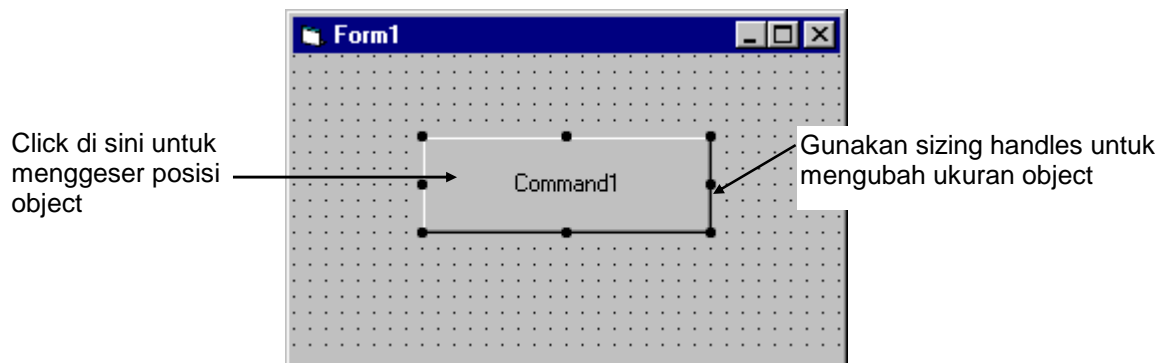 Form1
Click di sini untuk
menggeser posisi
object
Command1
Gunakan sizing handles untuk
mengubah ukuran object